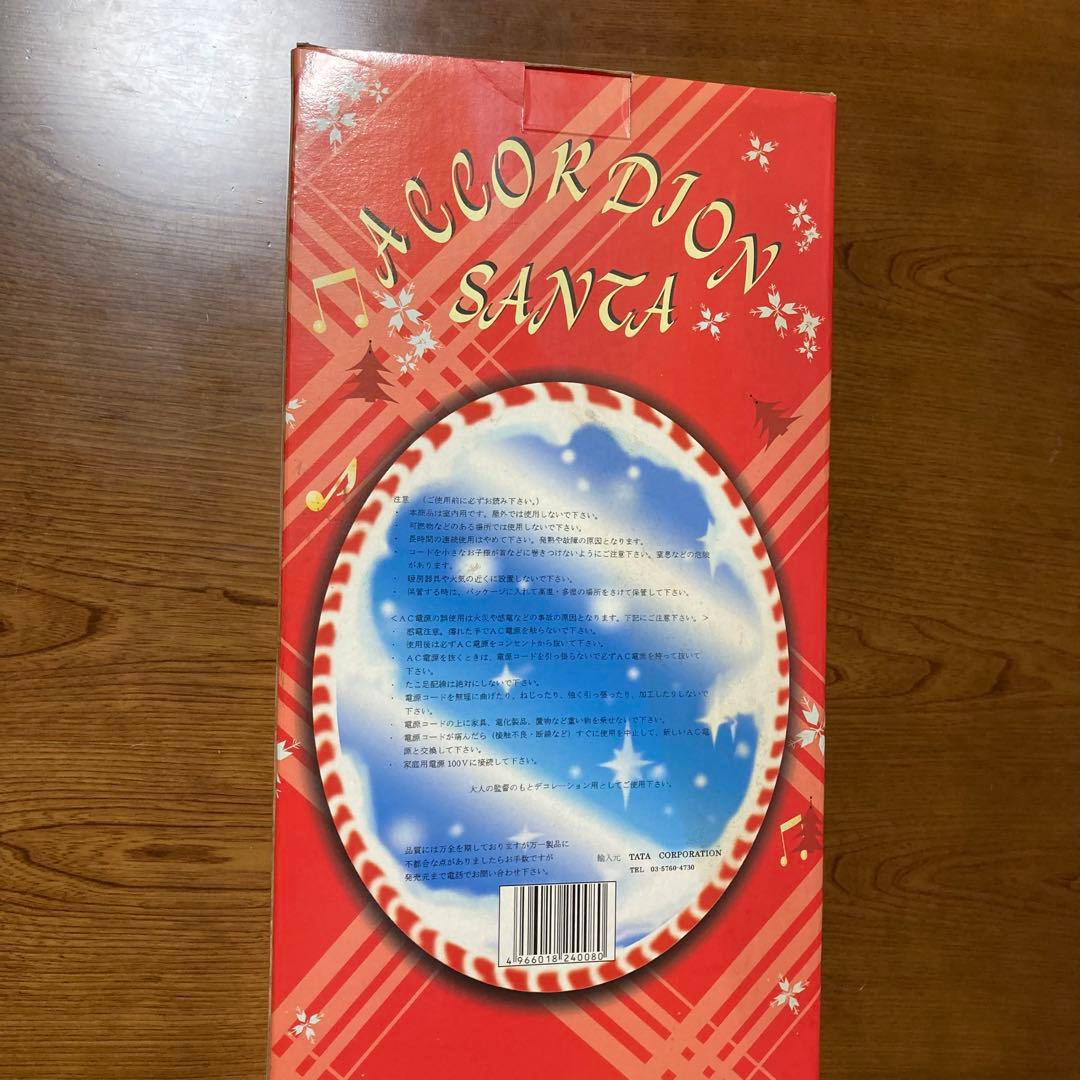 ACCORDION
SANTA
注意　（ご使用前に必ずお読み下さい。）
・　本商品は室内用です。屋外では使用しないで下さい。
・　可燃物などのある場所では使用しないで下さい。
・　長時間の連続使用はやめて下さい。発熱や故障の原因となります。
・　コードを小さなお子様が首などに巻きつけないようにご注意下さい。窒息などの危険
があります。
・　暖房器具や火気の近くに設置しないで下さい。
・　保管する時は、パッケージに入れて高温・多湿の場所をさけて保管して下さい。
＜ＡＣ電源の誤使用は火災や感電などの事故の原因となります。下記にご注意下さい。＞
・　感電注意。濡れた手でＡＣ電源を触らないで下さい。
・　使用後は必ずＡＣ電源をコンセントから抜いて下さい。
・　ＡＣ電源を抜くときは、電源コードを引っ張らないで必ずＡＣ電源を持って抜いて
下さい。
・　たこ足配線は絶対にしないで下さい。
・　電源コードを無理に曲げたり、ねじったり、強く引っ張ったり、加工したりしないで
下さい。
・　電源コードの上に家具、電化製品、置物など重い物を乗せないで下さい。
・　電源コードが痛んだら（接触不良・断線など）すぐに使用を中止して、新しいＡＣ電
源と交換して下さい。
・　家庭用電源 100Ｖに接続して下さい。
大人の監督のもとデコレーション用としてご使用下さい。
品質には万全を期しておりますが万一製品に
不都合な点がありましたらお手数ですが
発売元まで電話でお問い合わせ下さい。
輸入元　TATA CORPORATION
TEL 03-5760-4730
4 966018 240080